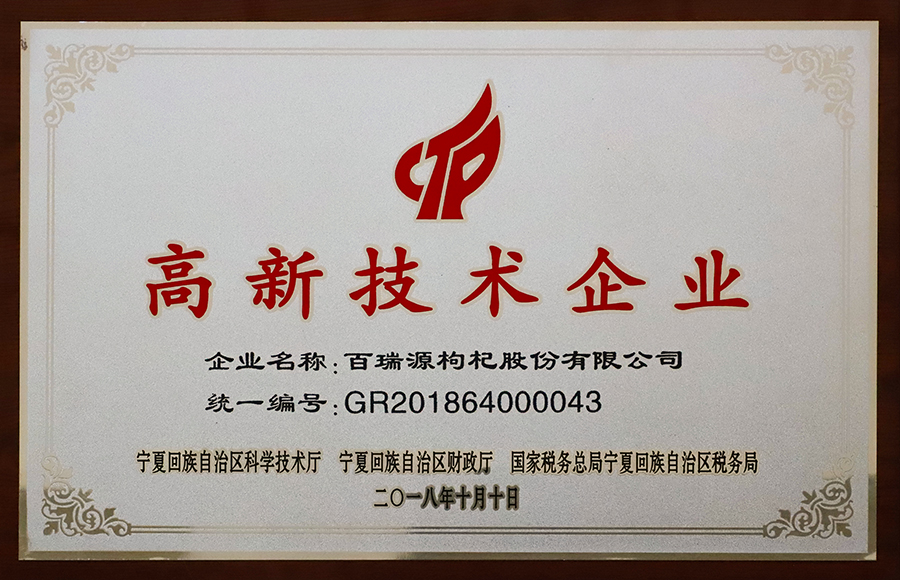 CTP
高新技术企业
企业名称：百瑞源枸杞股份有限公司
统一编号：GR201864000043
宁夏回族自治区科学技术厅 宁夏回族自治区财政厅 国家税务总局宁夏回族自治区税务局
二〇一八年十月十日